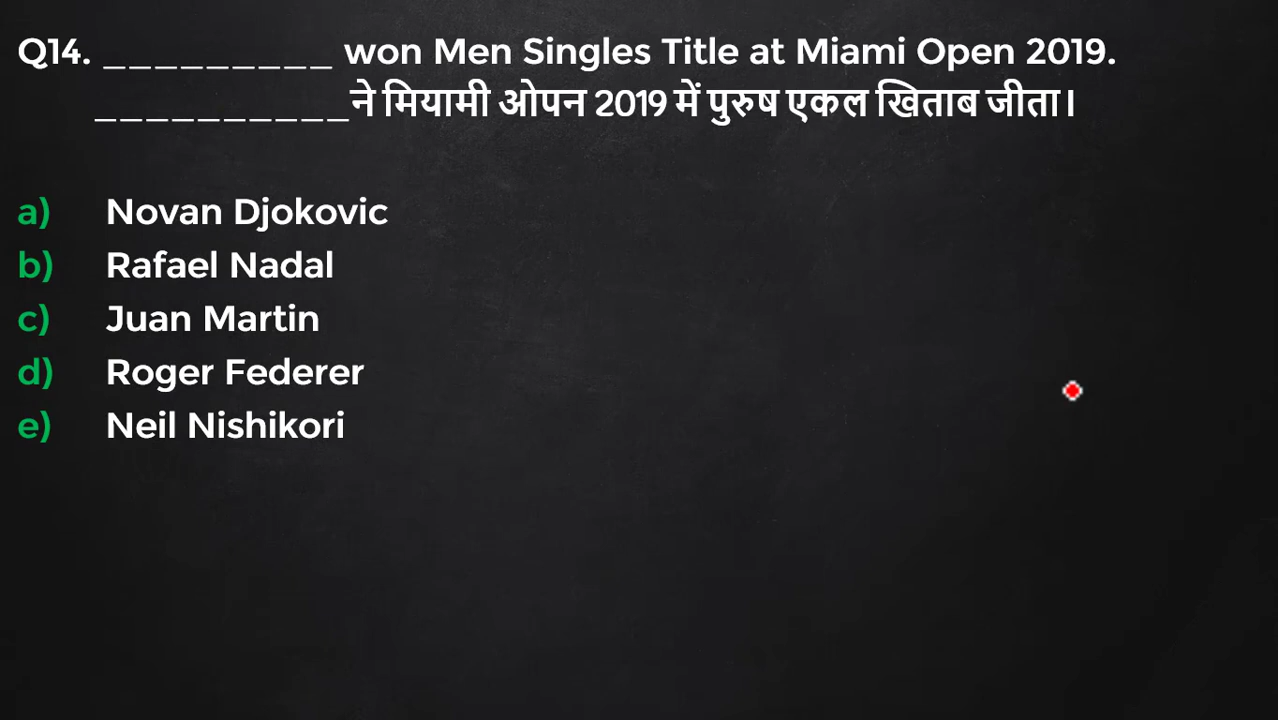 Q14. _________ won Men Singles Title at Miami Open 2019.
__________ने मियामी ओपन 2019 में पुरुष एकल खिताब जीता।
a) Novan Djokovic
b) Rafael Nadal
c) Juan Martin
d) Roger Federer
e) Neil Nishikori